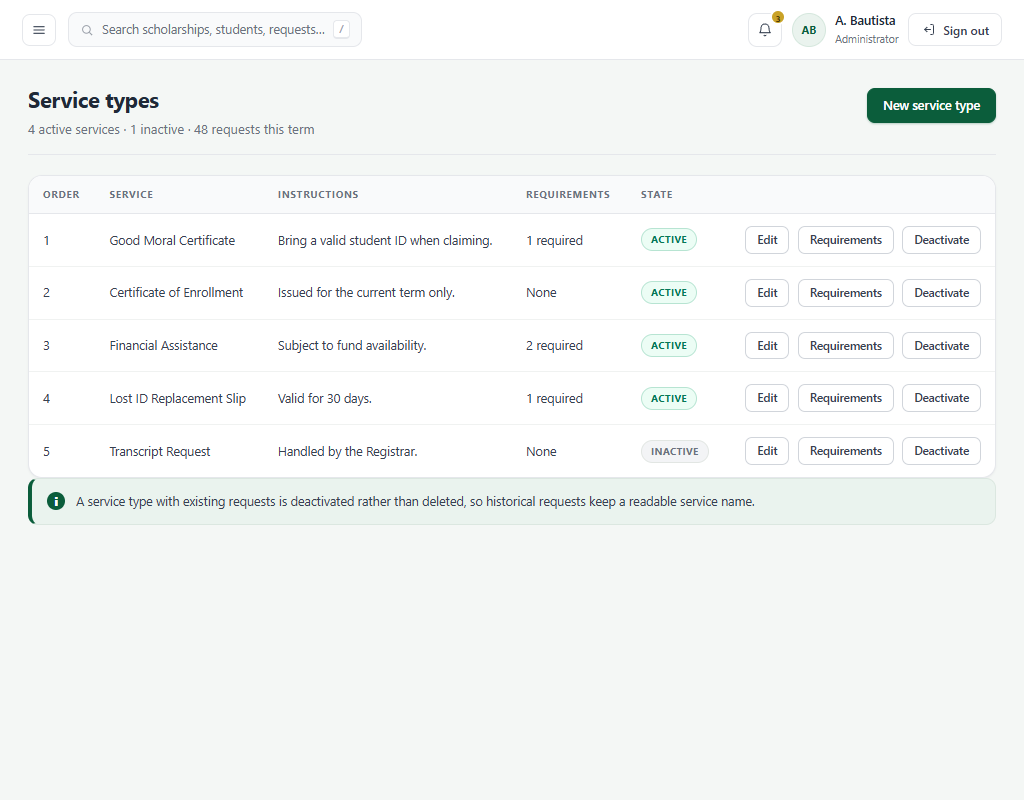 Search scholarships, students, requests... /
3
AB
A. Bautista
Administrator
Sign out
Service types
4 active services · 1 inactive · 48 requests this term
New service type
ORDER SERVICE INSTRUCTIONS REQUIREMENTS STATE
1 Good Moral Certificate Bring a valid student ID when claiming. 1 required ACTIVE Edit Requirements Deactivate
2 Certificate of Enrollment Issued for the current term only. None ACTIVE Edit Requirements Deactivate
3 Financial Assistance Subject to fund availability. 2 required ACTIVE Edit Requirements Deactivate
4 Lost ID Replacement Slip Valid for 30 days. 1 required ACTIVE Edit Requirements Deactivate
5 Transcript Request Handled by the Registrar. None INACTIVE Edit Requirements Deactivate
A service type with existing requests is deactivated rather than deleted, so historical requests keep a readable service name.